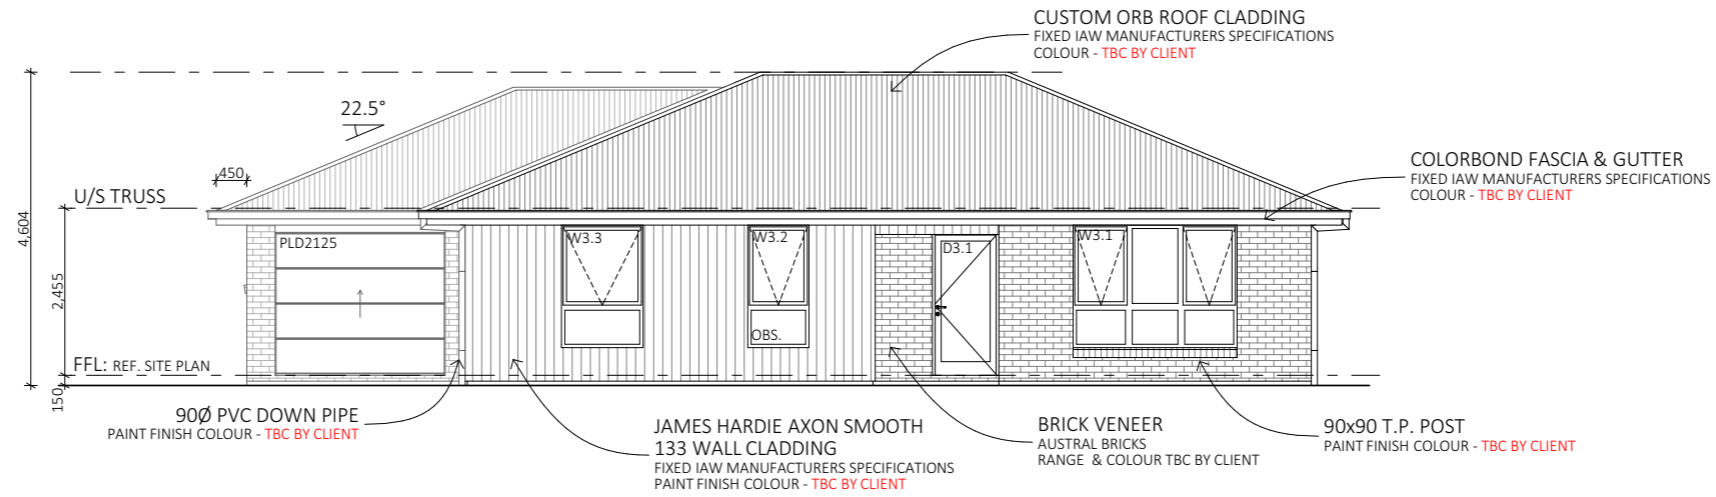 CUSTOM ORB ROOF CLADDING
FIXED IAW MANUFACTURERS SPECIFICATIONS
COLOUR - TBC BY CLIENT
22.5°
450
COLORBOND FASCIA & GUTTER
FIXED IAW MANUFACTURERS SPECIFICATIONS
COLOUR - TBC BY CLIENT
U/S TRUSS
4,604
2,455
150
PLD2125
W3.3
W3.2
OBS.
D3.1
W3.1
FFL: REF. SITE PLAN
90Ø PVC DOWN PIPE
PAINT FINISH COLOUR - TBC BY CLIENT
JAMES HARDIE AXON SMOOTH
133 WALL CLADDING
FIXED IAW MANUFACTURERS SPECIFICATIONS
PAINT FINISH COLOUR - TBC BY CLIENT
BRICK VENEER
AUSTRAL BRICKS
RANGE & COLOUR TBC BY CLIENT
90x90 T.P. POST
PAINT FINISH COLOUR - TBC BY CLIENT